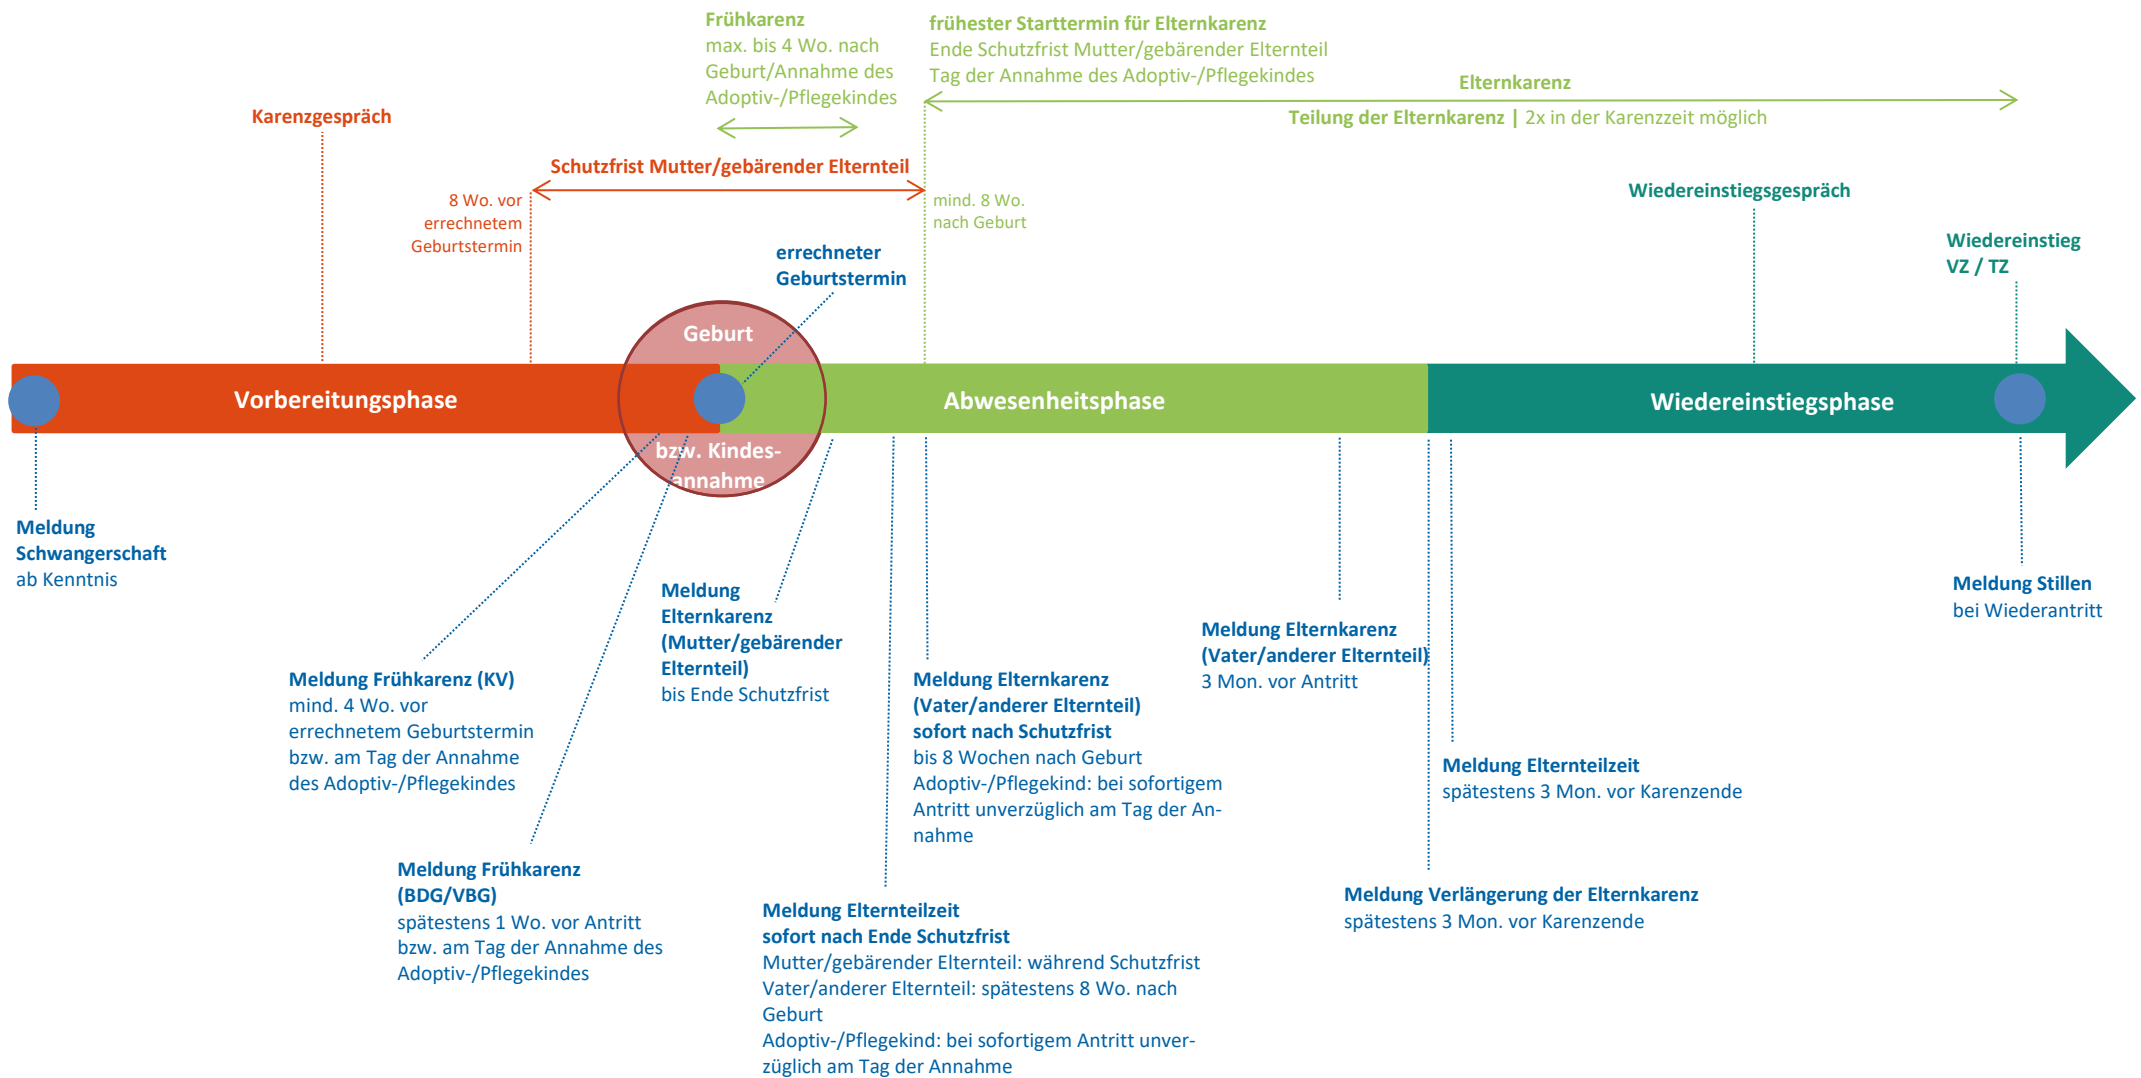 Frühkarenz
max. bis 4 Wo. nach
Geburt/Annahme des
Adoptiv-/Pflegekindes
frühester Starttermin für Elternkarenz
Ende Schutzfrist Mutter/gebärender Elternteil
Tag der Annahme des Adoptiv-/Pflegekindes
Elternkarenz
Teilung der Elternkarenz | 2x in der Karenzzeit möglich
Karenzgespräch
Schutzfrist Mutter/gebärender Elternteil
8 Wo. vor
errechnetem
Geburtstermin
mind. 8 Wo.
nach Geburt
Wiedereinstiegsgespräch
errechneter
Geburtstermin
Wiedereinstieg
VZ / TZ
Geburt
bzw. Kindes-
annahme
Vorbereitungsphase
Abwesenheitsphase
Wiedereinstiegsphase
Meldung
Schwangerschaft
ab Kenntnis
Meldung Frühkarenz (KV)
mind. 4 Wo. vor
errechnetem Geburtstermin
bzw. am Tag der Annahme
des Adoptiv-/Pflegekindes
Meldung Frühkarenz
(BDG/VBG)
spätestens 1 Wo. vor Antritt
bzw. am Tag der Annahme des
Adoptiv-/Pflegekindes
Meldung
Elternkarenz
(Mutter/gebärender
Elternteil)
bis Ende Schutzfrist
Meldung Elternteilzeit
sofort nach Ende Schutzfrist
Mutter/gebärender Elternteil: während Schutzfrist
Vater/anderer Elternteil: spätestens 8 Wo. nach
Geburt
Adoptiv-/Pflegekind: bei sofortigem Antritt unver-
züglich am Tag der Annahme
Meldung Elternkarenz
(Vater/anderer Elternteil)
sofort nach Schutzfrist
bis 8 Wochen nach Geburt
Adoptiv-/Pflegekind: bei sofortigem
Antritt unverzüglich am Tag der An-
nahme
Meldung Elternkarenz
(Vater/anderer Elternteil)
3 Mon. vor Antritt
Meldung Elternteilzeit
spätestens 3 Mon. vor Karenzende
Meldung Verlängerung der Elternkarenz
spätestens 3 Mon. vor Karenzende
Meldung Stillen
bei Wiederantritt